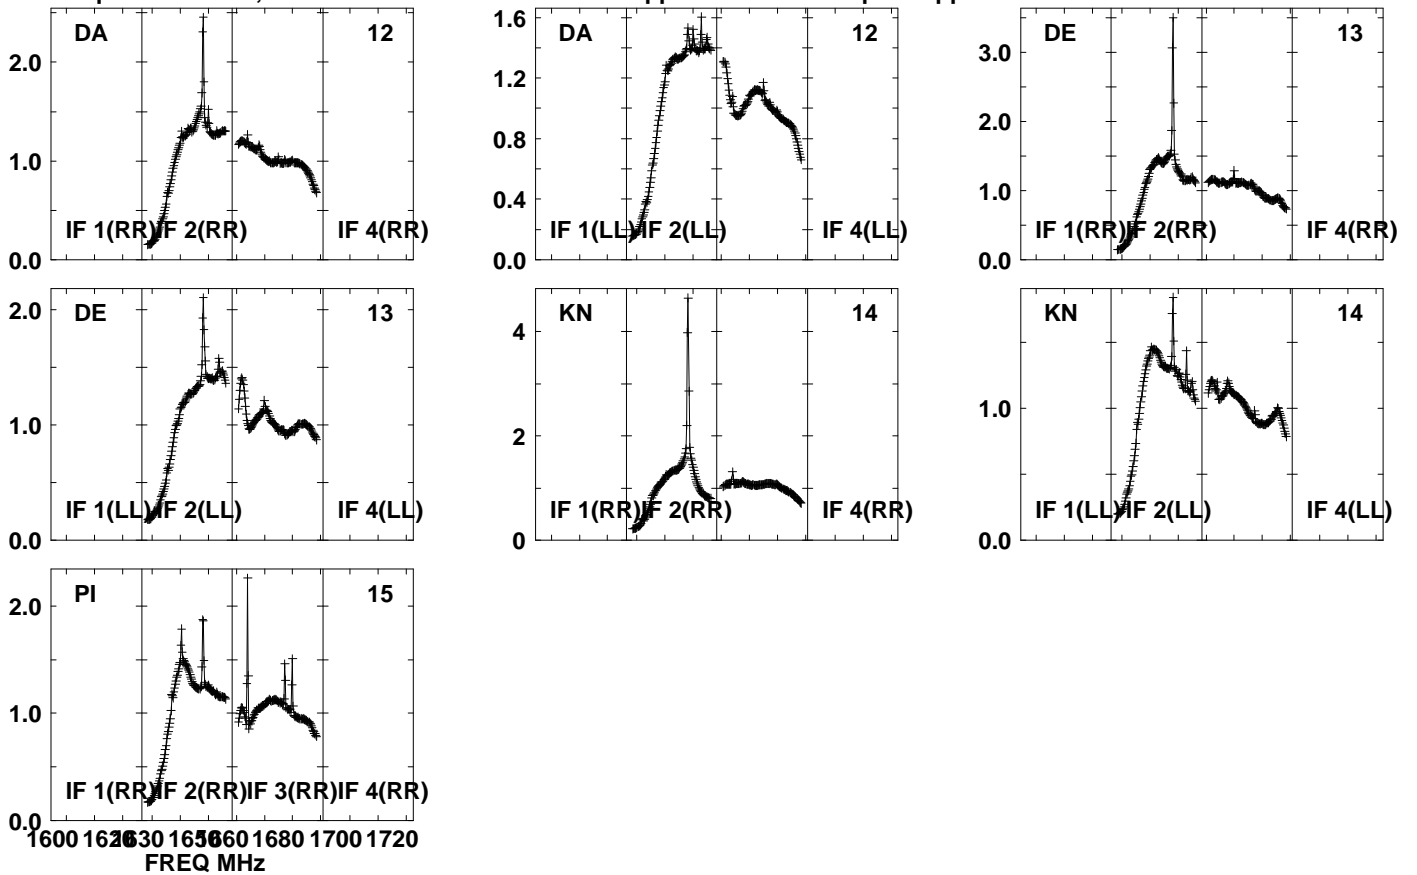 DA 12
2.0
1.0
0.0
IF 1(RR) IF 2(RR) IF 4(RR)
DA 12
1.6
1.2
0.8
0.4
0.0
IF 1(LL) IF 2(LL) IF 4(LL)
DE 13
3.0
2.0
1.0
0.0
IF 1(RR) IF 2(RR) IF 4(RR)
DE 13
2.0
1.0
0.0
IF 1(LL) IF 2(LL) IF 4(LL)
KN 14
4
2
0
IF 1(RR) IF 2(RR) IF 4(RR)
KN 14
1.0
0.0
IF 1(LL) IF 2(LL) IF 4(LL)
PI 15
2.0
1.0
0.0
IF 1(RR) IF 2(RR) IF 3(RR) IF 4(RR)
1600 1620 1630 1650 1660 1680 1700 1720
FREQ MHz